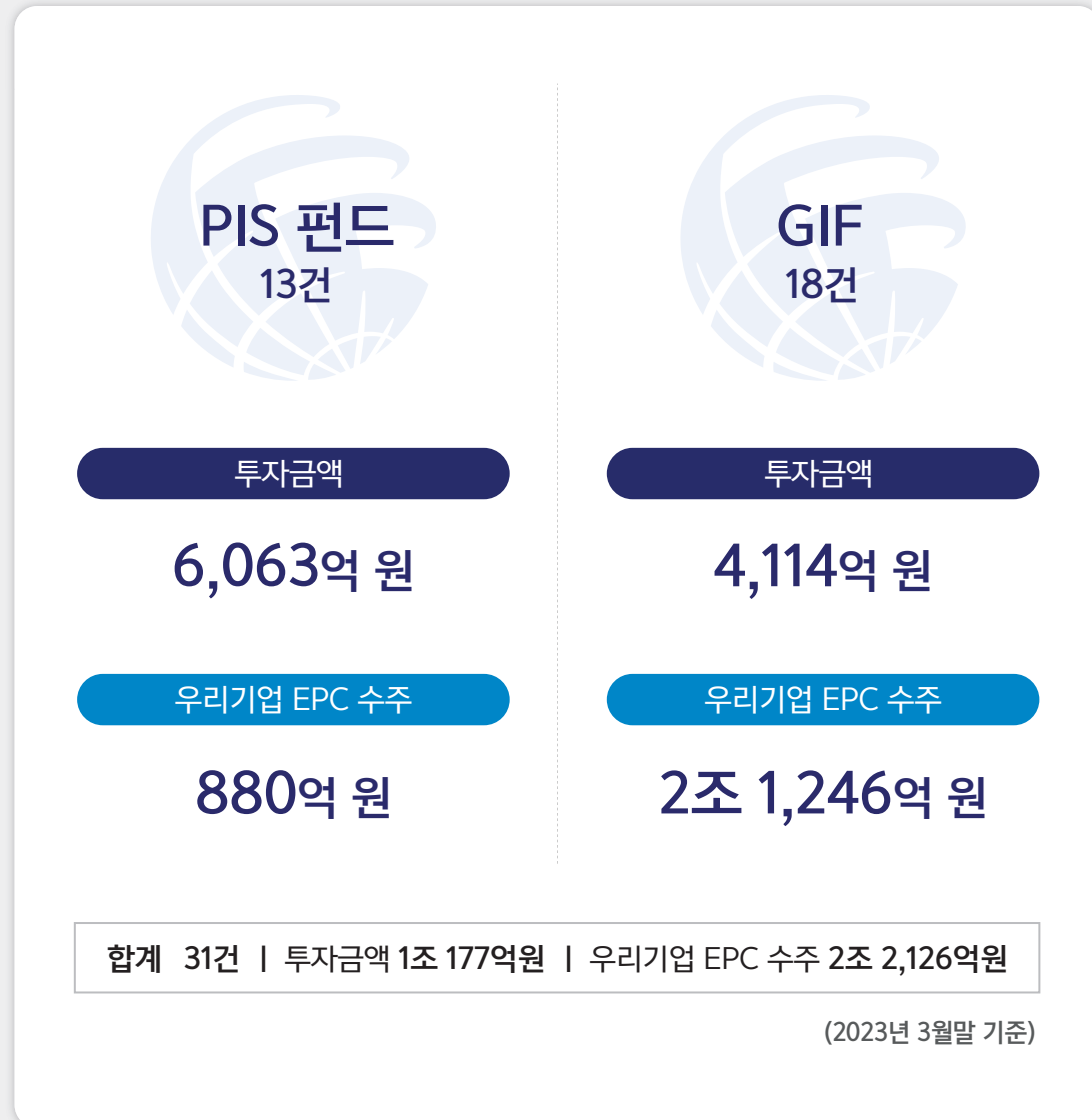 PIS 펀드
13건
투자금액
6,063억 원
우리기업 EPC 수주
880억 원
GIF
18건
투자금액
4,114억 원
우리기업 EPC 수주
2조 1,246억 원
합계 31건 | 투자금액 1조 177억원 | 우리기업 EPC 수주 2조 2,126억원
(2023년 3월말 기준)